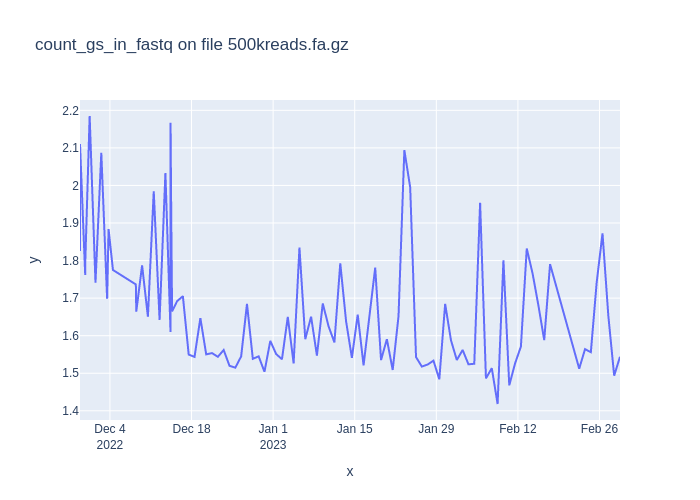 count_gs_in_fastq on file 500kreads.fa.gz
2.2
2.1
2
1.9
1.8
1.7
1.6
1.5
1.4
y
Dec 4 Dec 18 Jan 1 Jan 15 Jan 29 Feb 12 Feb 26
2022 2023
x